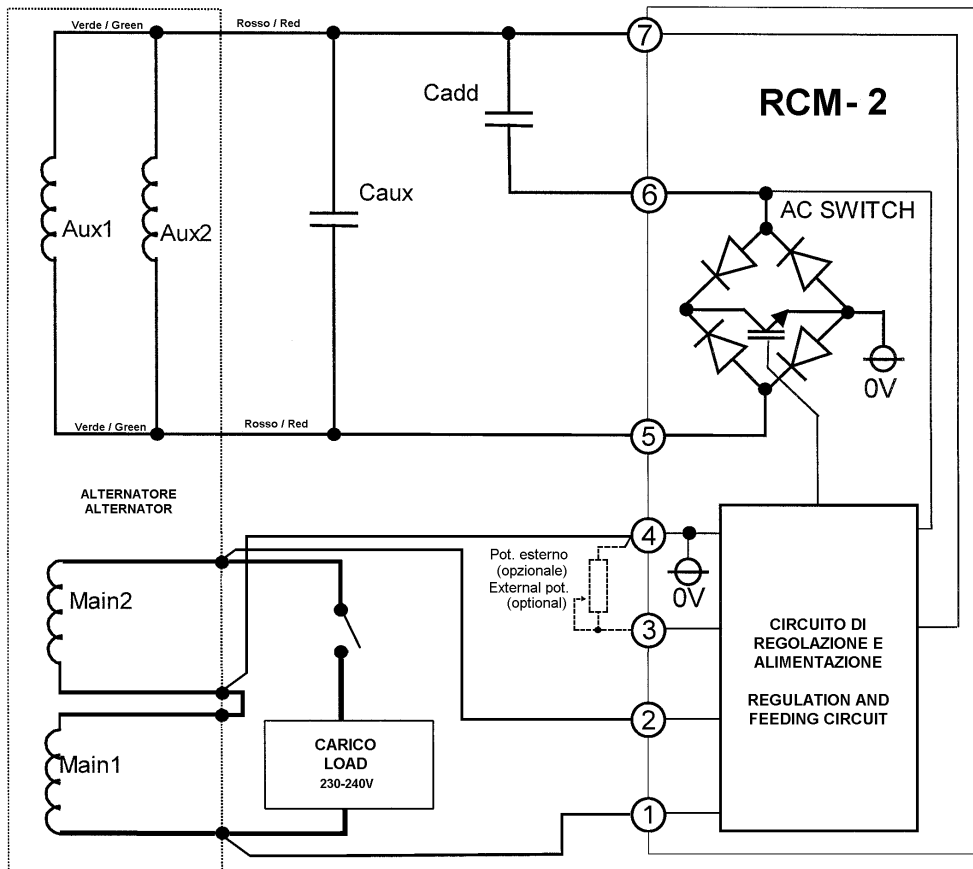 Verde / Green
Rosso / Red
7
Cadd
RCM- 2
6
Caux
AC SWITCH
Aux1
Aux2
0V
Verde / Green
Rosso / Red
5
ALTERNATORE
ALTERNATOR
4
Pot. esterno
(opzionale)
External pot.
(optional)
0V
Main2
3
CIRCUITO DI
REGOLAZIONE E
ALIMENTAZIONE
REGULATION AND
FEEDING CIRCUIT
2
CARICO
LOAD
230-240V
Main1
1